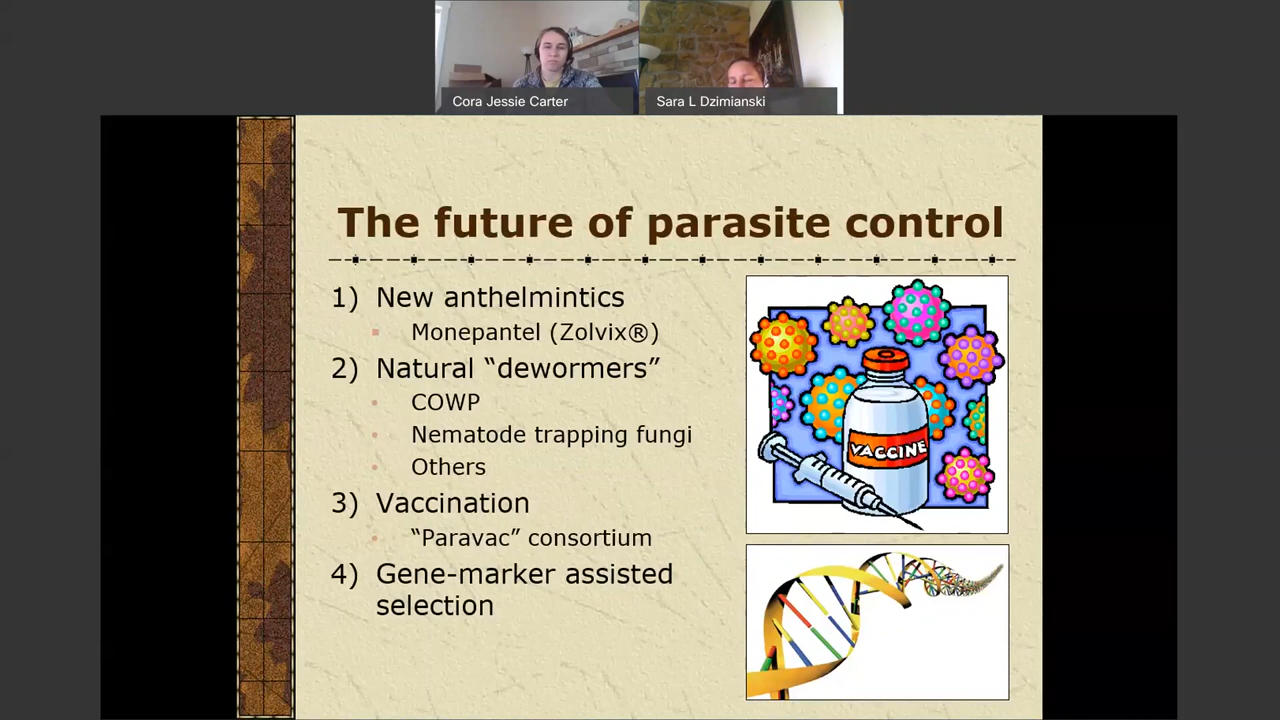 Cora Jessie Carter
Sara L Dzimianski
The future of parasite control
1) New anthelmintics
Monepantel (Zolvix®)
2) Natural “dewormers”
COWP
Nematode trapping fungi
Others
3) Vaccination
“Paravac” consortium
4) Gene-marker assisted
selection
VACCINE